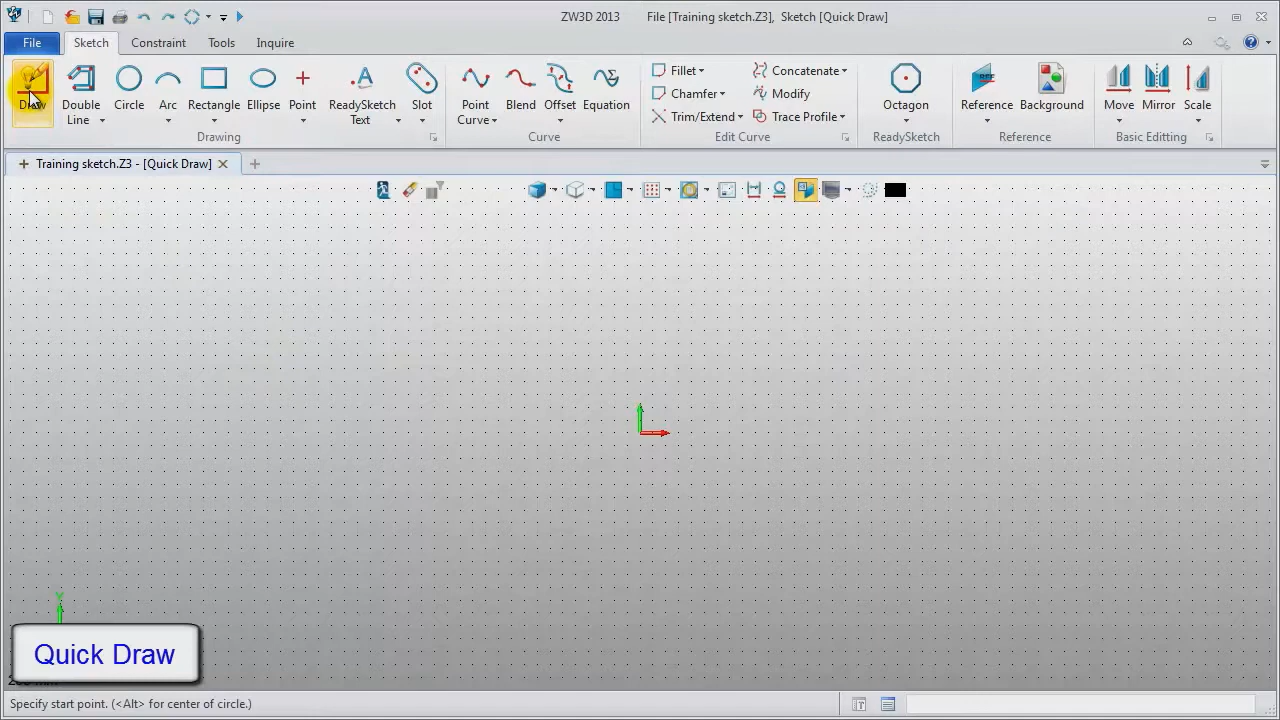 ZW3D 2013 File [Training sketch.Z3], Sketch [Quick Draw]
File Sketch Constraint Tools Inquire
Draw Double Line Circle Arc Rectangle Ellipse Point ReadySketch Text Slot
Drawing
Point Curve Blend Offset Equation
Curve
Fillet Concatenate
Chamfer Modify
Trim/Extend Trace Profile
Edit Curve
Octagon
ReadySketch
REF
Reference Background
Reference
Move Mirror Scale
Basic Editing
Training sketch.Z3 - [Quick Draw]
Y
Quick Draw
Specify start point. (<Alt> for center of circle.)